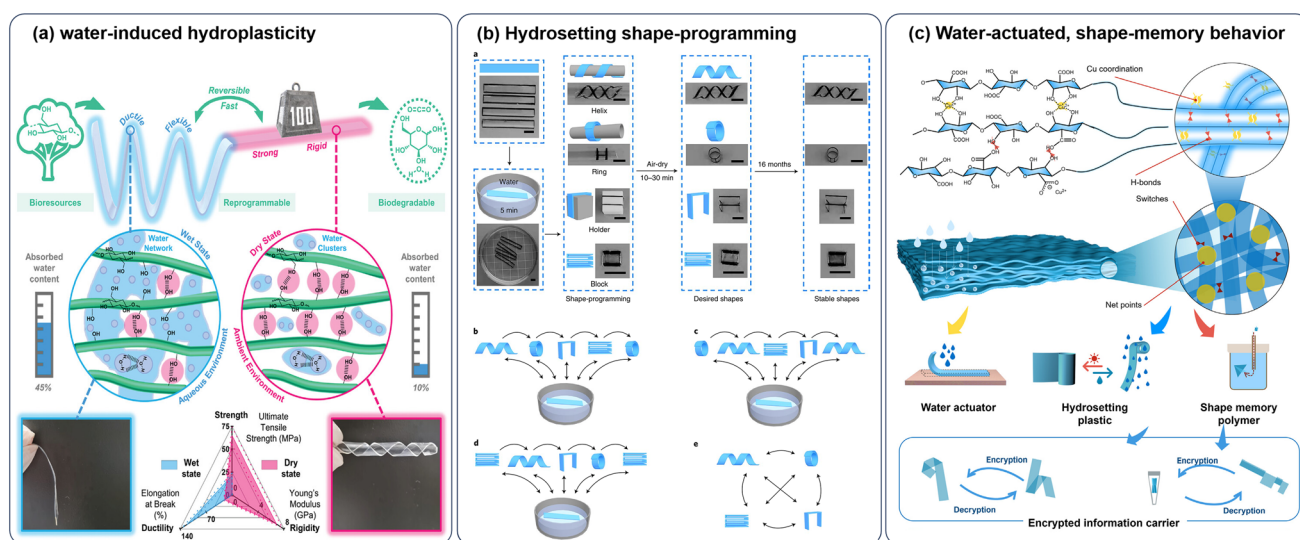 (a) water-induced hydroplasticity
Reversible
Fast
100
Ductile
Flexible
Strong
Rigid
O=C=O
H₂O
Bioresources
Reprogrammable
Biodegradable
Water
Network
Wet State
Dry State
Water
Clusters
Absorbed
water
content
Absorbed
water
content
Aqueous Environment
Ambient Environment
45%
10%
Strength
75
Ultimate
Tensile
Strength (MPa)
50
25
Wet
state
Dry
state
0
0
0
4
8
Elongation
at Break
(%)
Ductility
70
140
Young's
Modulus
(GPa)
Rigidity
(b) Hydrosetting shape-programming
a
Helix
Ring
Air-dry
10–30 min
16 months
Water
5 min
Holder
Block
Shape-programming
Desired shapes
Stable shapes
b
c
d
e
(c) Water-actuated, shape-memory behavior
Cu coordination
H-bonds
Switches
Net points
Cu²⁺
Water actuator
Hydrosetting
plastic
Shape memory
polymer
Encryption
Decryption
Encryption
Decryption
Encrypted information carrier